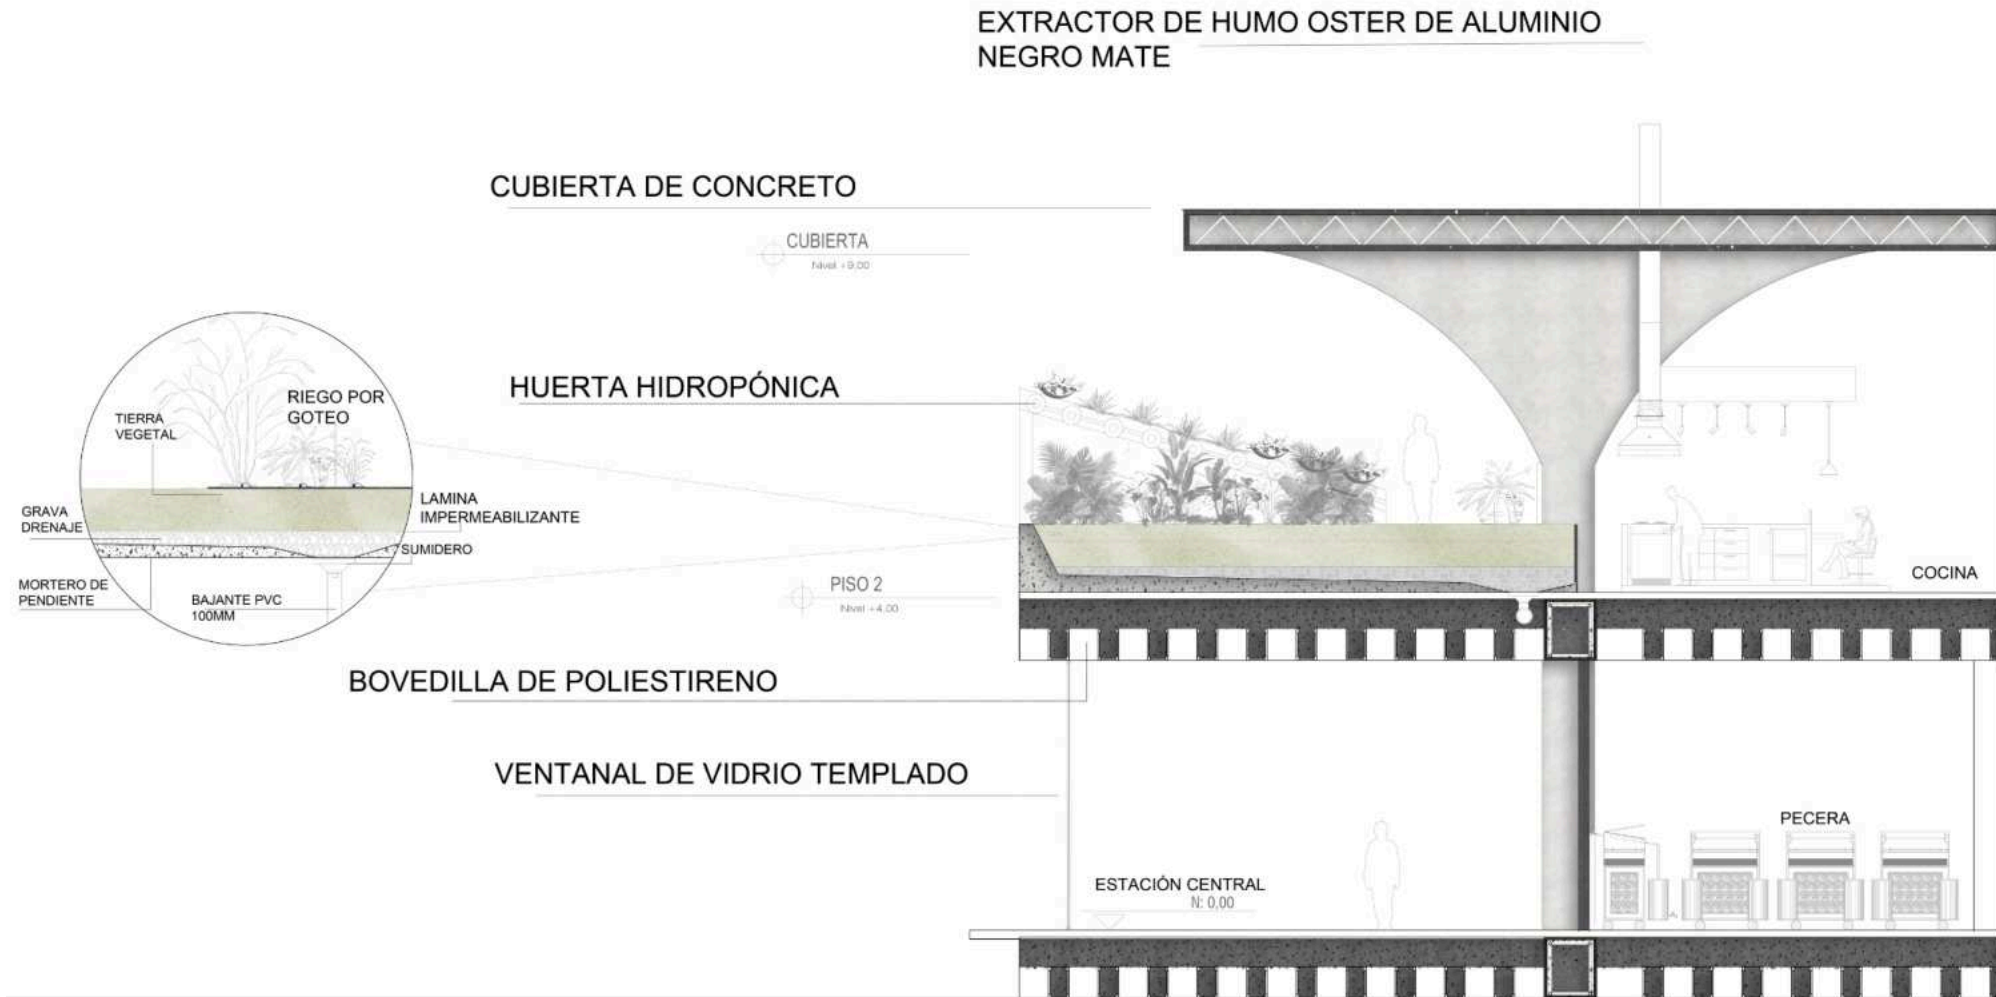 EXTRACTOR DE HUMO OSTER DE ALUMINIO
NEGRO MATE
CUBIERTA DE CONCRETO
CUBIERTA
Nivel +9,00
HUERTA HIDROPÓNICA
RIEGO POR
GOTEO
TIERRA
VEGETAL
LAMINA
IMPERMEABILIZANTE
GRAVA
DRENAJE
SUMIDERO
MORTERO DE
PENDIENTE
BAJANTE PVC
100MM
PISO 2
Nivel +4,00
COCINA
BOVEDILLA DE POLIESTIRENO
VENTANAL DE VIDRIO TEMPLADO
PECERA
ESTACIÓN CENTRAL
N: 0,00